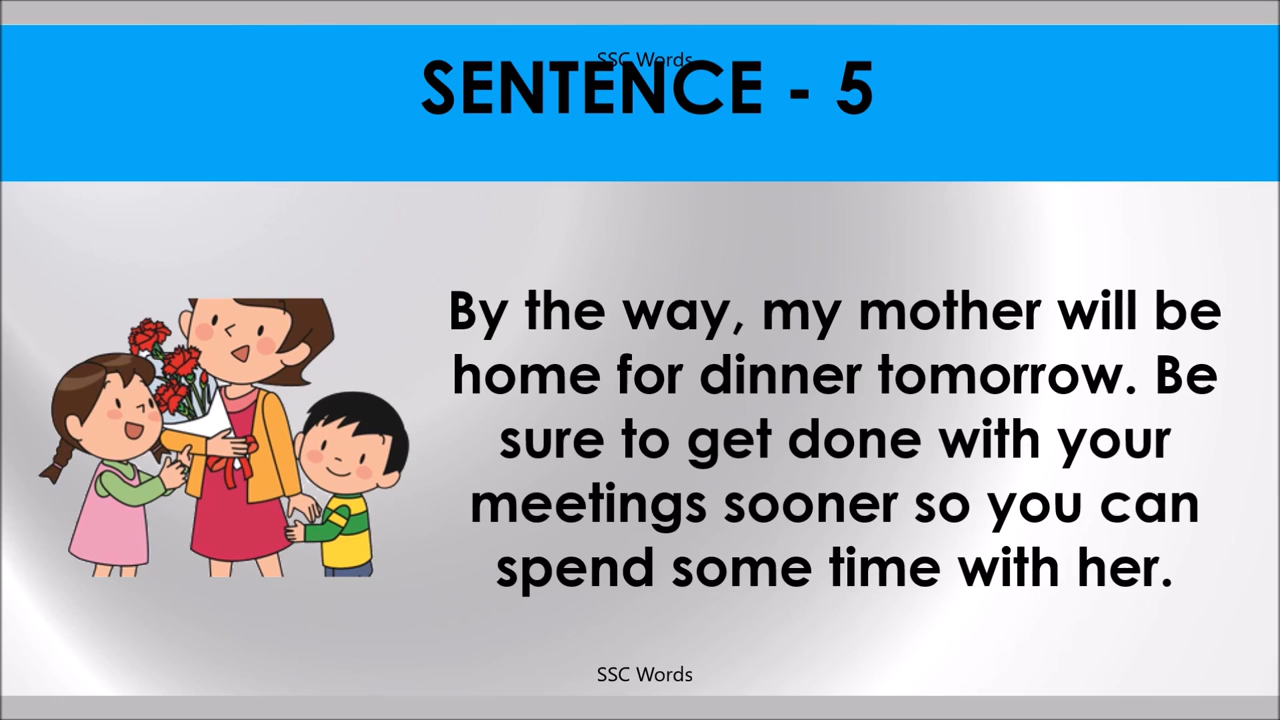 SSC Words
SENTENCE - 5
By the way, my mother will be
home for dinner tomorrow. Be
sure to get done with your
meetings sooner so you can
spend some time with her.
SSC Words